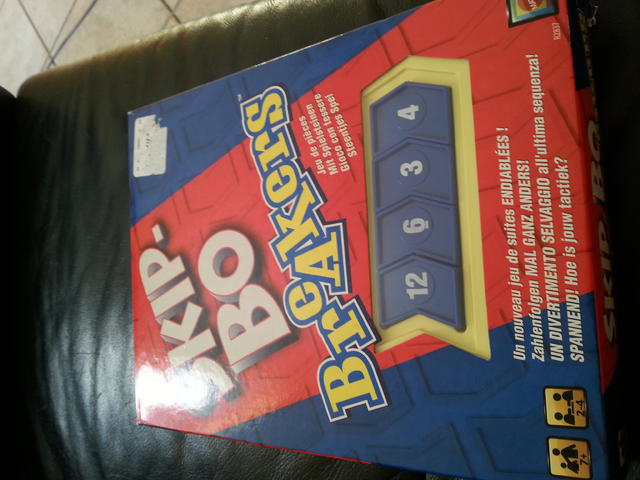 SKIP-
BO
BreAKers™
Jeu de pièces
Mit Spielsteinen
Gioco con tessere
Steentjes Spel
12 6 3 4
Un nouveau jeu de suites ENDIABLÉES !
Zahlenfolgen MAL GANZ ANDERS!
UN DIVERTIMENTO SELVAGGIO all'ultima sequenza!
SPANNEND! Hoe is jouw tactiek?
7+
2-4
R2837
SKIP-BO